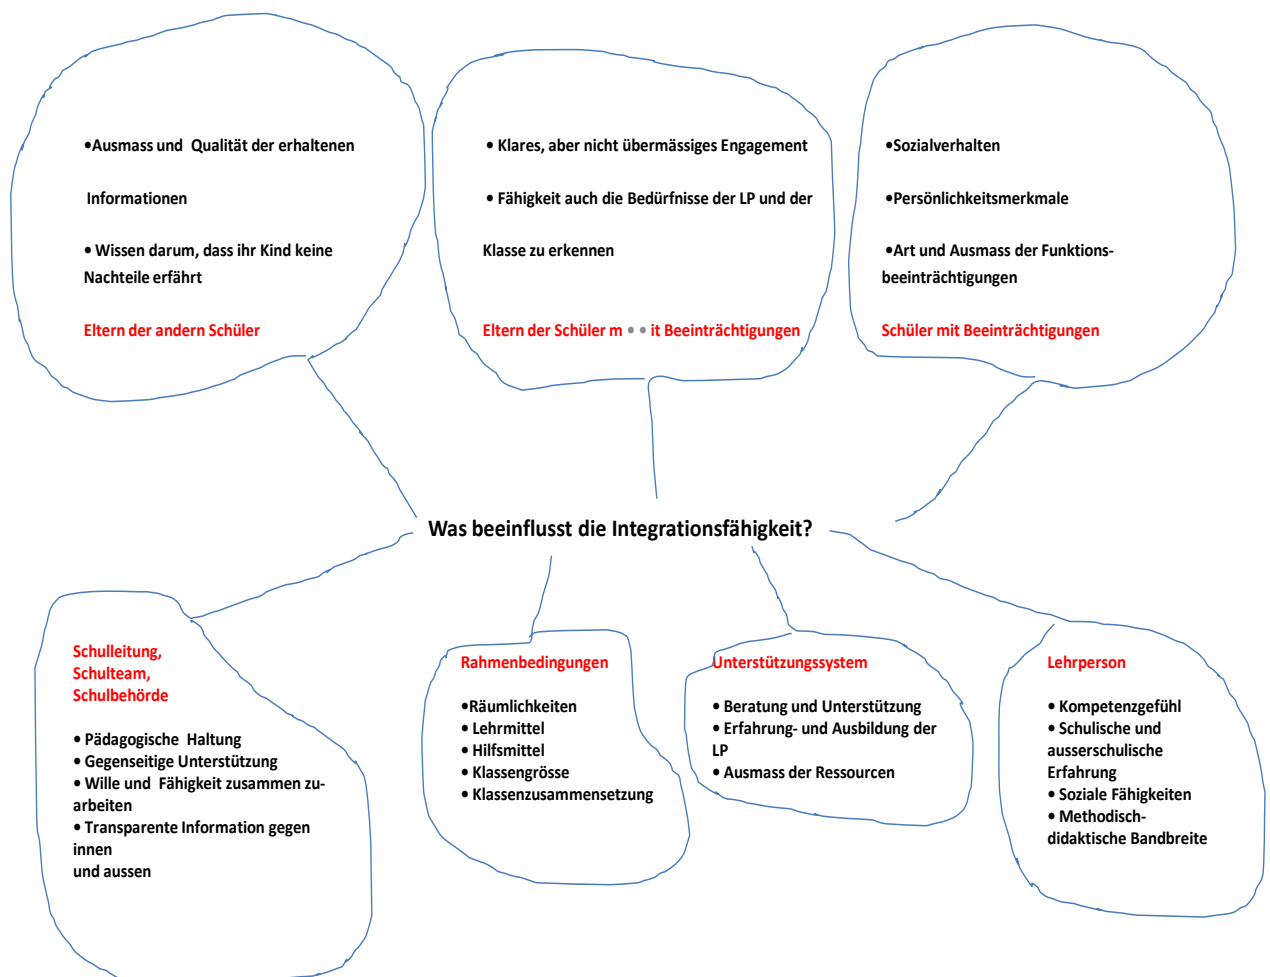 •Ausmass und Qualität der erhaltenen
Informationen
• Wissen darum, dass ihr Kind keine
Nachteile erfährt
Eltern der andern Schüler
• Klares, aber nicht übermässiges Engagement
• Fähigkeit auch die Bedürfnisse der LP und der
Klasse zu erkennen
Eltern der Schüler m • • it Beeinträchtigungen
•Sozialverhalten
•Persönlichkeitsmerkmale
•Art und Ausmass der Funktions-
beeinträchtigungen
Schüler mit Beeinträchtigungen
Was beeinflusst die Integrationsfähigkeit?
Schulleitung,
Schulteam,
Schulbehörde
• Pädagogische Haltung
• Gegenseitige Unterstützung
• Wille und Fähigkeit zusammen zu-
arbeiten
• Transparente Information gegen
innen
und aussen
Rahmenbedingungen
•Räumlichkeiten
• Lehrmittel
• Hilfsmittel
• Klassengrösse
• Klassenzusammensetzung
Unterstützungssystem
• Beratung und Unterstützung
• Erfahrung- und Ausbildung der
LP
• Ausmass der Ressourcen
Lehrperson
• Kompetenzgefühl
• Schulische und
ausserschulische
Erfahrung
• Soziale Fähigkeiten
• Methodisch-
didaktische Bandbreite